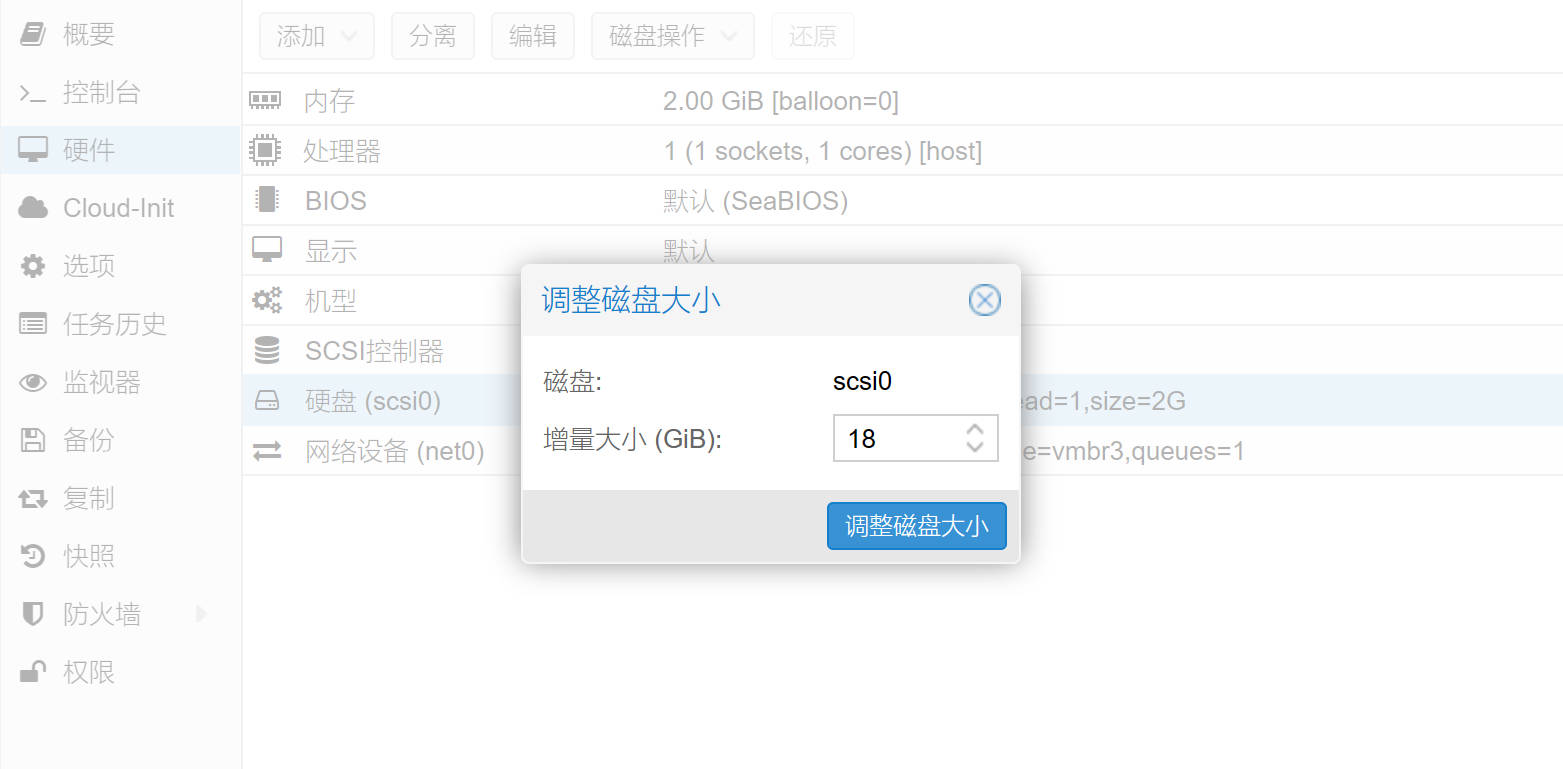 概要
控制台
硬件
Cloud-Init
选项
任务历史
监视器
备份
复制
快照
防火墙
权限
添加 分离 编辑 磁盘操作 还原
内存 2.00 GiB [balloon=0]
处理器 1 (1 sockets, 1 cores) [host]
BIOS 默认 (SeaBIOS)
显示 默认
机型
SCSI控制器
硬盘 (scsi0) ead=1,size=2G
网络设备 (net0) e=vmbr3,queues=1
调整磁盘大小
磁盘: scsi0
增量大小 (GiB): 18
调整磁盘大小